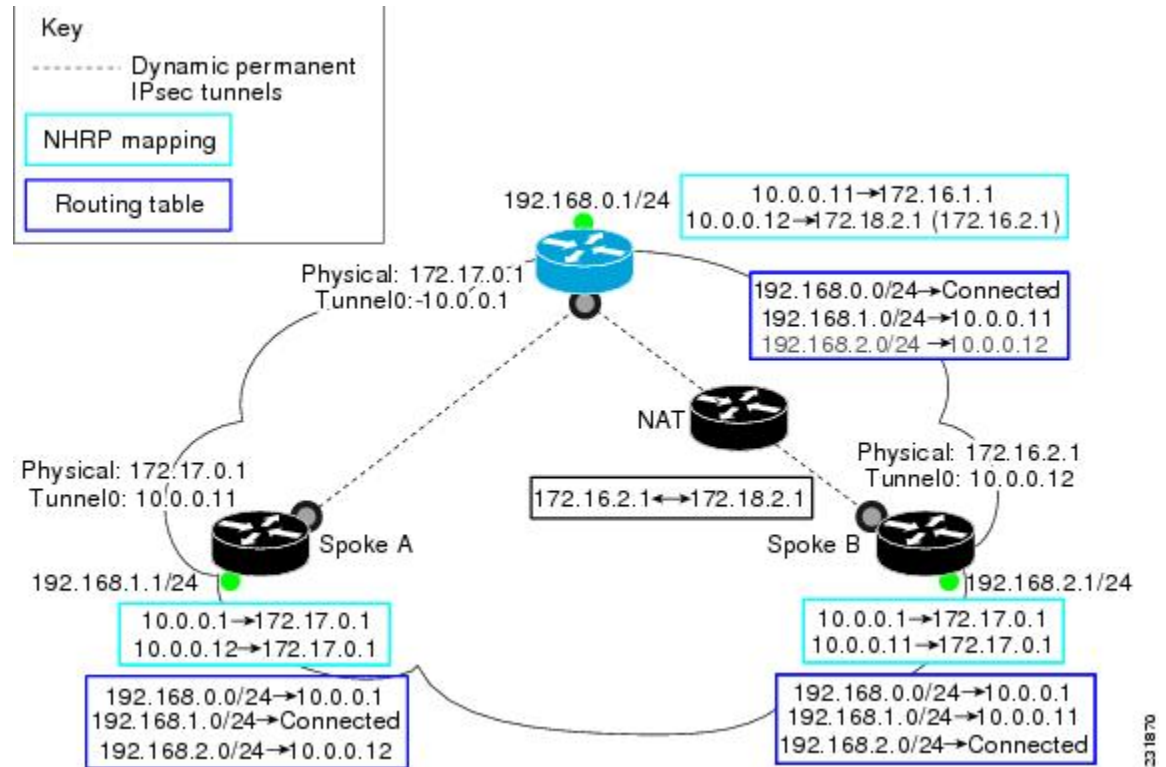 Key
Dynamic permanent
IPsec tunnels
NHRP mapping
Routing table
192.168.0.1/24
10.0.0.11→172.16.1.1
10.0.0.12→172.18.2.1 (172.16.2.1)
Physical: 172.17.0.1
Tunnel0:-10.0.0.1
192.168.0.0/24→Connected
192.168.1.0/24→10.0.0.11
192.168.2.0/24→10.0.0.12
NAT
Physical: 172.17.0.1
Tunnel0: 10.0.0.11
Physical: 172.16.2.1
Tunnel0: 10.0.0.12
172.16.2.1↔172.18.2.1
Spoke A
Spoke B
192.168.1.1/24
192.168.2.1/24
10.0.0.1→172.17.0.1
10.0.0.12→172.17.0.1
10.0.0.1→172.17.0.1
10.0.0.11→172.17.0.1
192.168.0.0/24→10.0.0.1
192.168.1.0/24→Connected
192.168.2.0/24→10.0.0.12
192.168.0.0/24→10.0.0.1
192.168.1.0/24→10.0.0.11
192.168.2.0/24→Connected
231870